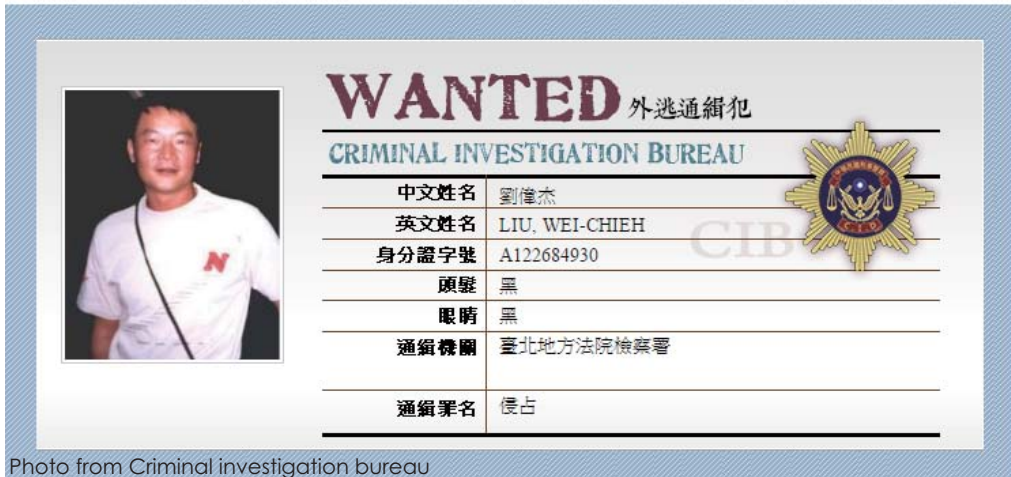 WANTED 外逃通緝犯
CRIMINAL INVESTIGATION BUREAU
中文姓名 劉偉杰
英文姓名 LIU, WEI-CHIEH
身分證字號 A122684930
頭髮 黑
眼睛 黑
通緝機關 臺北地方法院檢察署
通緝罪名 侵占
CIB
C.I.B
N
Photo from Criminal investigation bureau